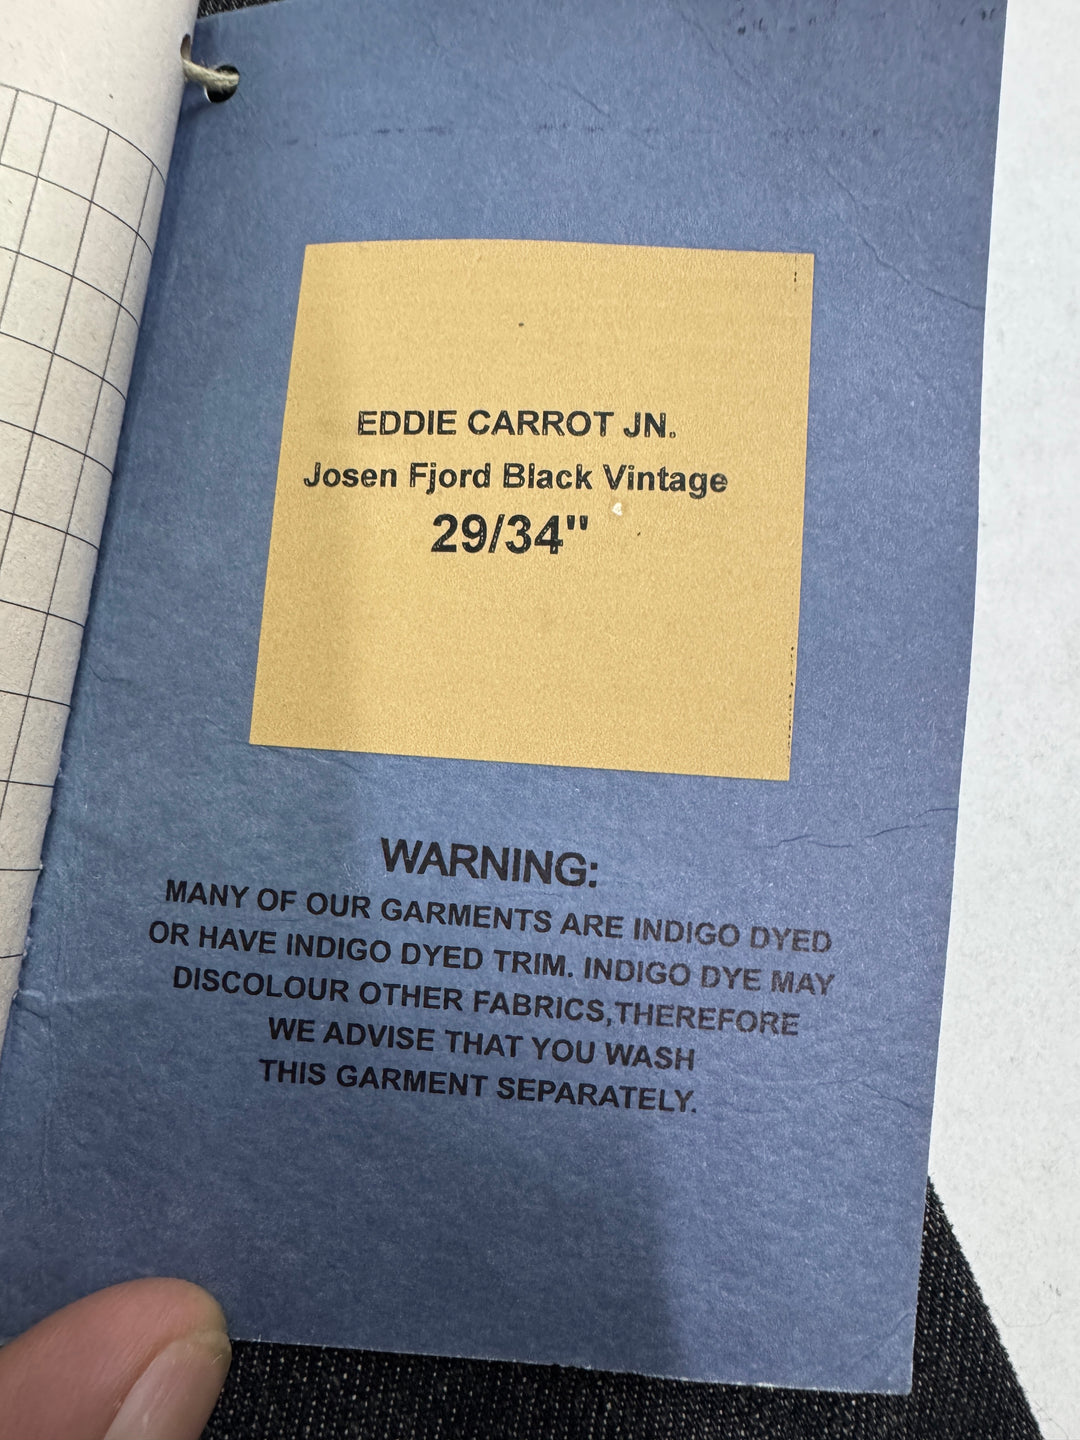 EDDIE CARROT JN.
Josen Fjord Black Vintage
29/34"
WARNING:
MANY OF OUR GARMENTS ARE INDIGO DYED
OR HAVE INDIGO DYED TRIM. INDIGO DYE MAY
DISCOLOUR OTHER FABRICS,THEREFORE
WE ADVISE THAT YOU WASH
THIS GARMENT SEPARATELY.